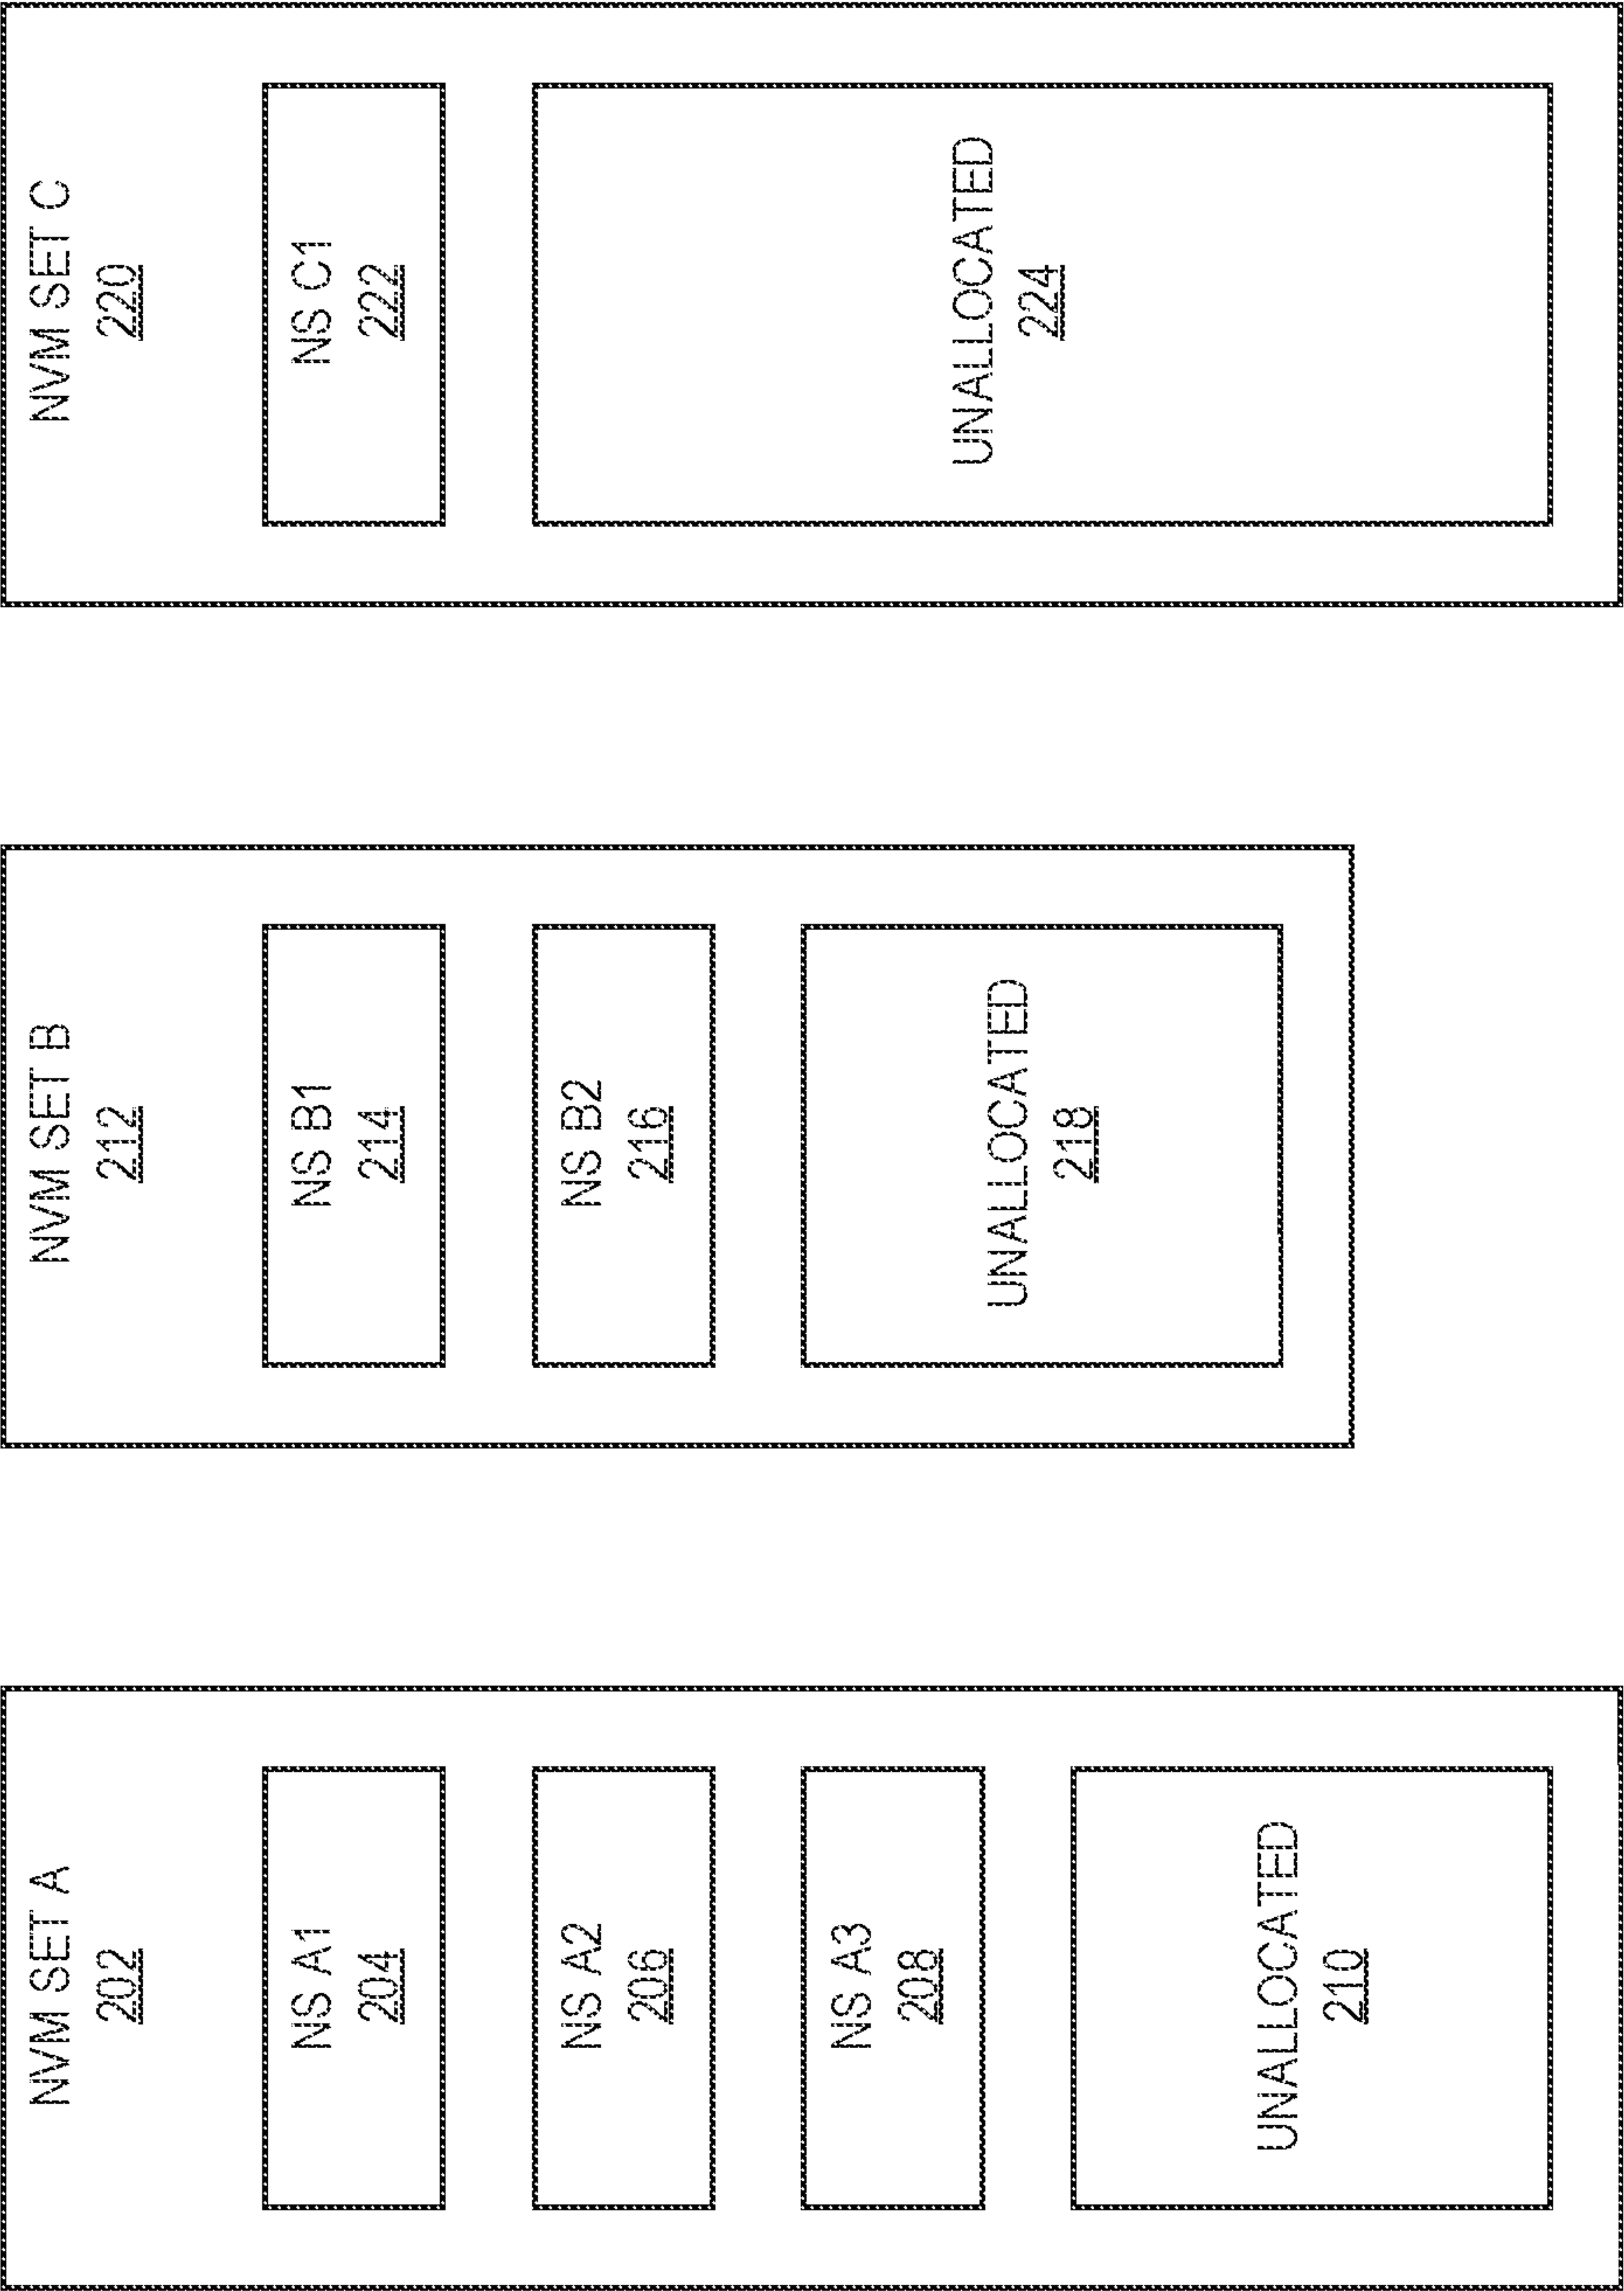 NVM SET A
202
NS A1
204
NS A2
206
NS A3
208
UNALLOCATED
210
NVM SET B
212
NS B1
214
NS B2
216
UNALLOCATED
218
NVM SET C
220
NS C1
222
UNALLOCATED
224